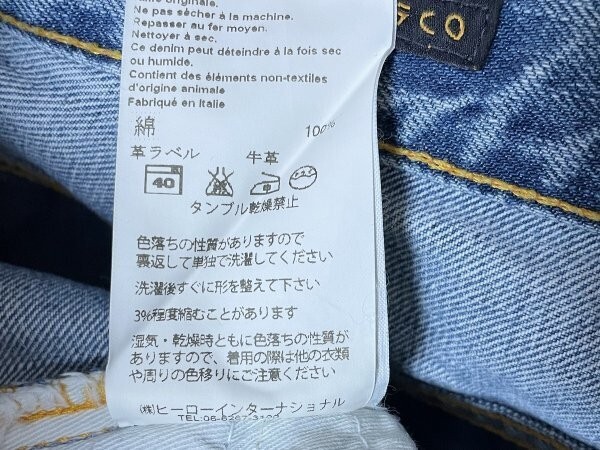 originale.
Ne pas sécher à la machine.
Repasser au fer moyen.
Nettoyer à sec.
Ce denim peut déteindre à la fois sec
ou humide.
Contient des éléments non-textiles
d'origine animale
Fabriqué en Italie
CO
綿 100%
革ラベル 牛革
40
タンブル乾燥禁止
色落ちの性質がありますので
裏返して単独で洗濯してください
洗濯後すぐに形を整えて下さい
3%程度縮むことがあります
湿気・乾燥時ともに色落ちの性質が
ありますので、着用の際は他の衣類
や周りの色移りにご注意ください
㈱ヒーローインターナショナル